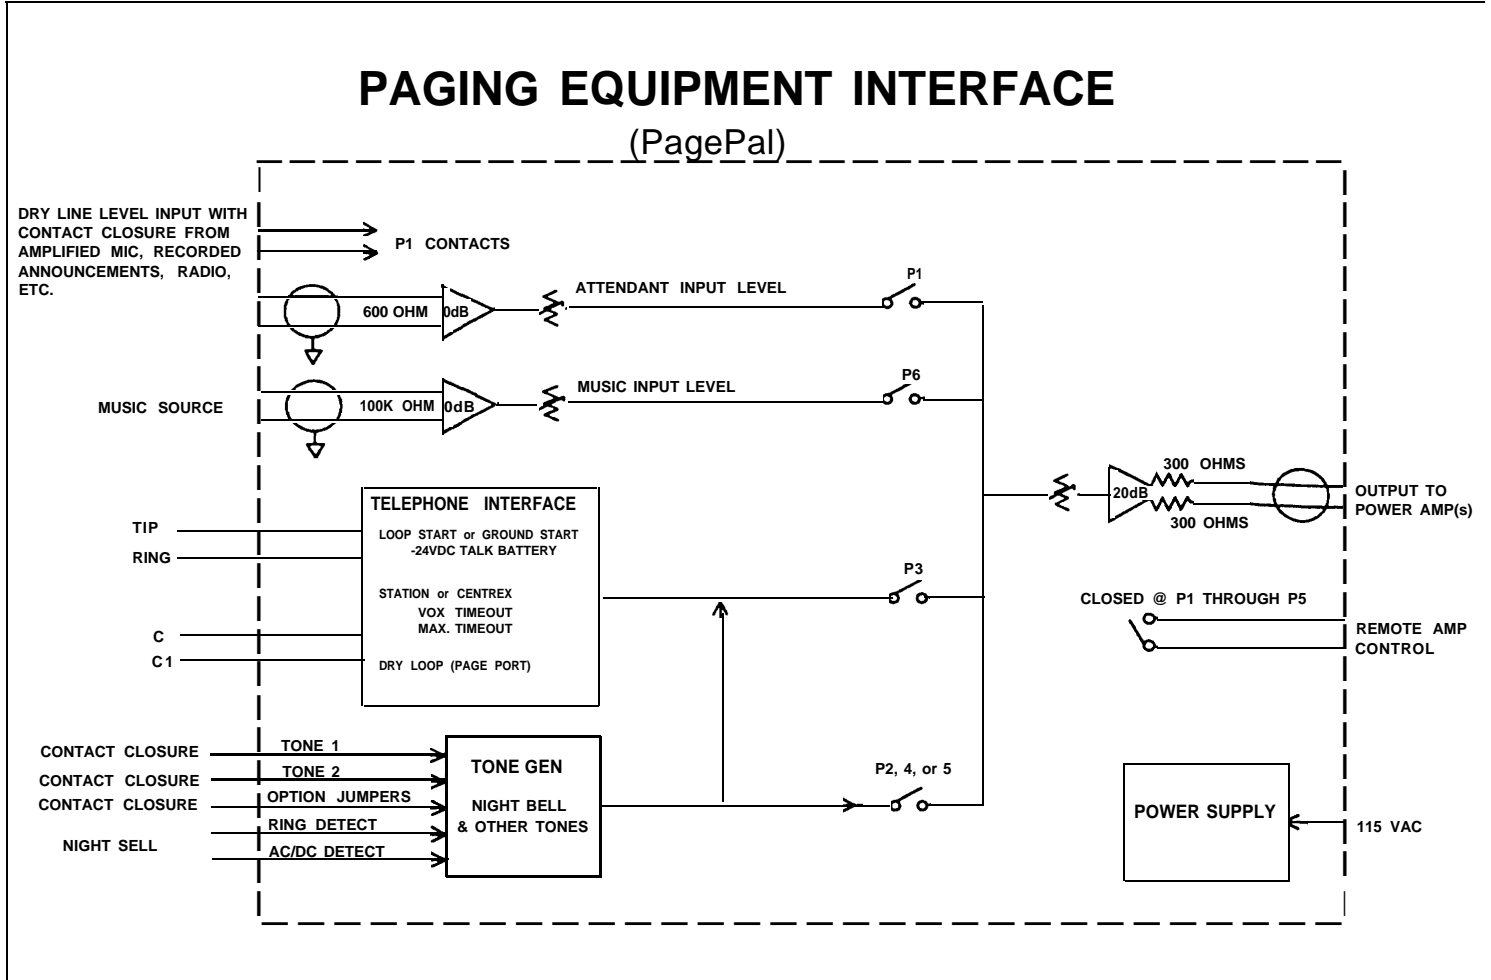 PAGING EQUIPMENT INTERFACE
(PagePal)
DRY LINE LEVEL INPUT WITH
CONTACT CLOSURE FROM
AMPLIFIED MIC, RECORDED
ANNOUNCEMENTS, RADIO,
ETC.
P1 CONTACTS
600 OHM
0dB
ATTENDANT INPUT LEVEL
P1
MUSIC SOURCE
100K OHM
0dB
MUSIC INPUT LEVEL
P6
300 OHMS
20dB
300 OHMS
OUTPUT TO
POWER AMP(s)
TIP
RING
C
C1
TELEPHONE INTERFACE
LOOP START or GROUND START
-24VDC TALK BATTERY
STATION or CENTREX
VOX TIMEOUT
MAX. TIMEOUT
DRY LOOP (PAGE PORT)
P3
CLOSED @ P1 THROUGH P5
REMOTE AMP
CONTROL
CONTACT CLOSURE
TONE 1
CONTACT CLOSURE
TONE 2
CONTACT CLOSURE
OPTION JUMPERS
NIGHT SELL
RING DETECT
AC/DC DETECT
TONE GEN
NIGHT BELL
& OTHER TONES
P2, 4, or 5
POWER SUPPLY
115 VAC